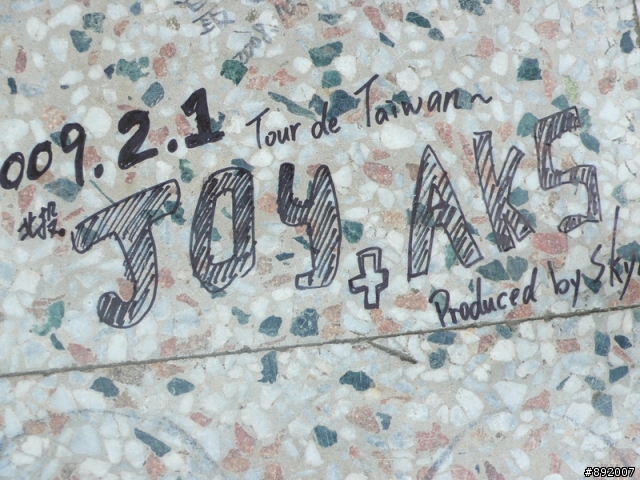 009.2.1 Tour de Taiwan~
北投 JOY + AKS
Produced by Sky
#892007